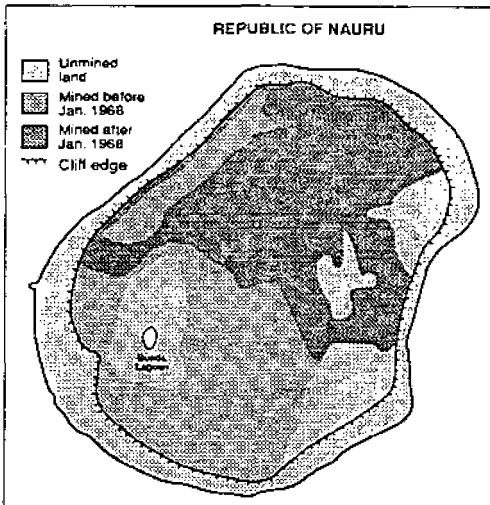 REPUBLIC OF NAURU
Unmined
land
Mined before
Jan. 1968
Mined after
Jan. 1968
Cliff edge
Buada
Lagoon